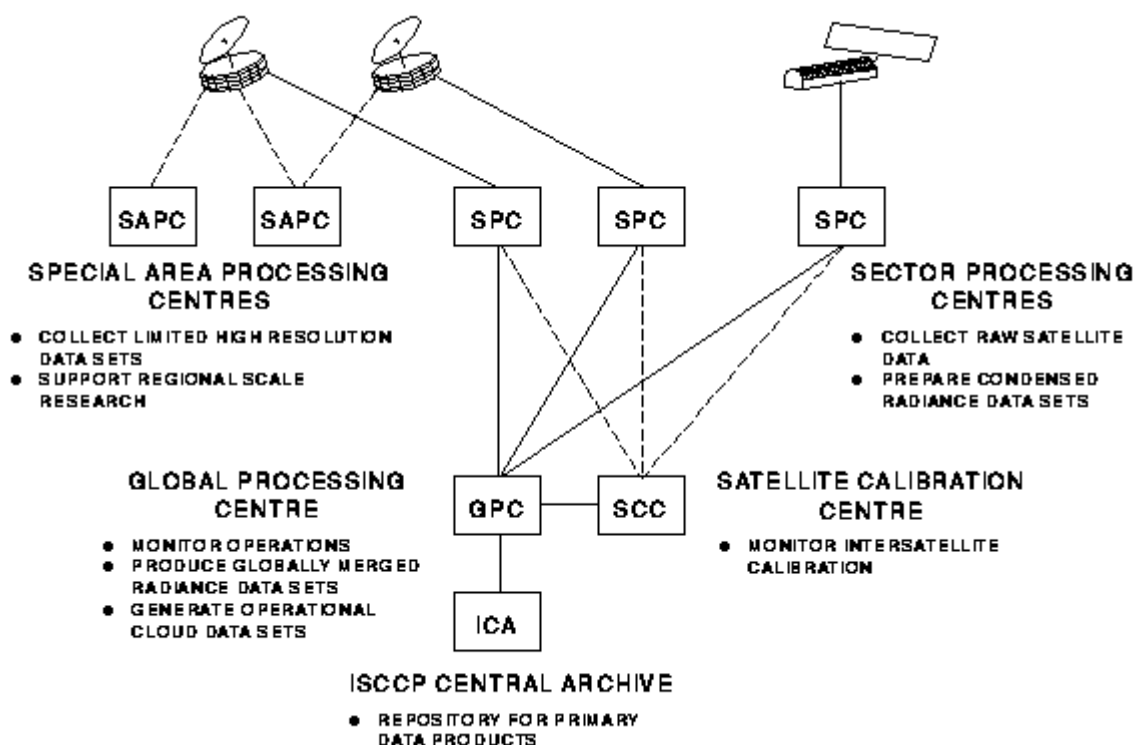 SAPC
SAPC
SPC
SPC
SPC
SPECIAL AREA PROCESSING
CENTRES
● COLLECT LIMITED HIGH RESOLUTION
DATA SETS
● SUPPORT REGIONAL SCALE
RESEARCH
SECTOR PROCESSING
CENTRES
● COLLECT RAW SATELLITE
DATA
● PREPARE CONDENSED
RADIANCE DATA SETS
GLOBAL PROCESSING
CENTRE
● MONITOR OPERATIONS
● PRODUCE GLOBALLY MERGED
RADIANCE DATA SETS
● GENERATE OPERATIONAL
CLOUD DATA SETS
GPC
SCC
SATELLITE CALIBRATION
CENTRE
● MONITOR INTERSATELLITE
CALIBRATION
ICA
ISCCP CENTRAL ARCHIVE
● REPOSITORY FOR PRIMARY
DATA PRODUCTS